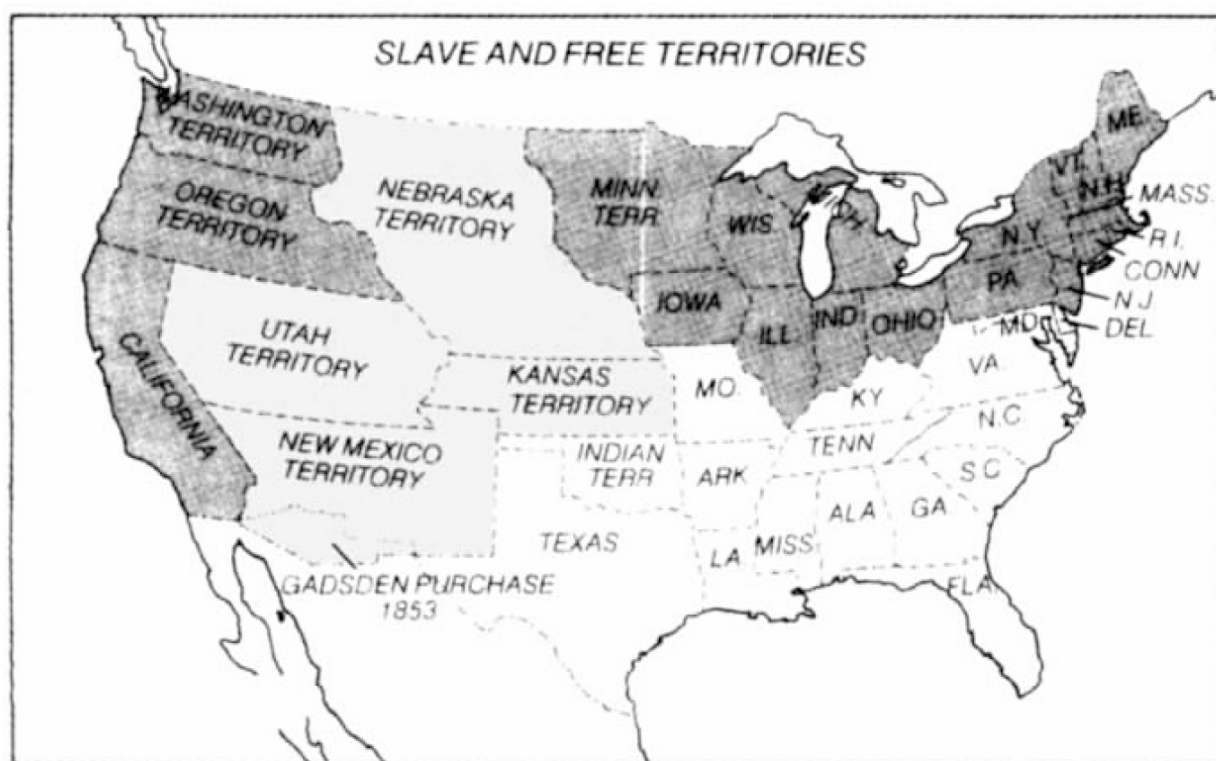 SLAVE AND FREE TERRITORIES
WASHINGTON
TERRITORY
OREGON
TERRITORY
NEBRASKA
TERRITORY
MINN.
TERR.
WIS.
ME.
VT.
N.H.
MASS.
N.Y.
R.I.
CONN
PA
N.J
DEL
MD.
IOWA
ILL.
IND
OHIO
UTAH
TERRITORY
CALIFORNIA
KANSAS
TERRITORY
MO.
KY
VA.
N.C
NEW MEXICO
TERRITORY
INDIAN
TERR
ARK
TENN
S C
TEXAS
LA
MISS
ALA
GA
FLA.
GADSDEN PURCHASE
1853